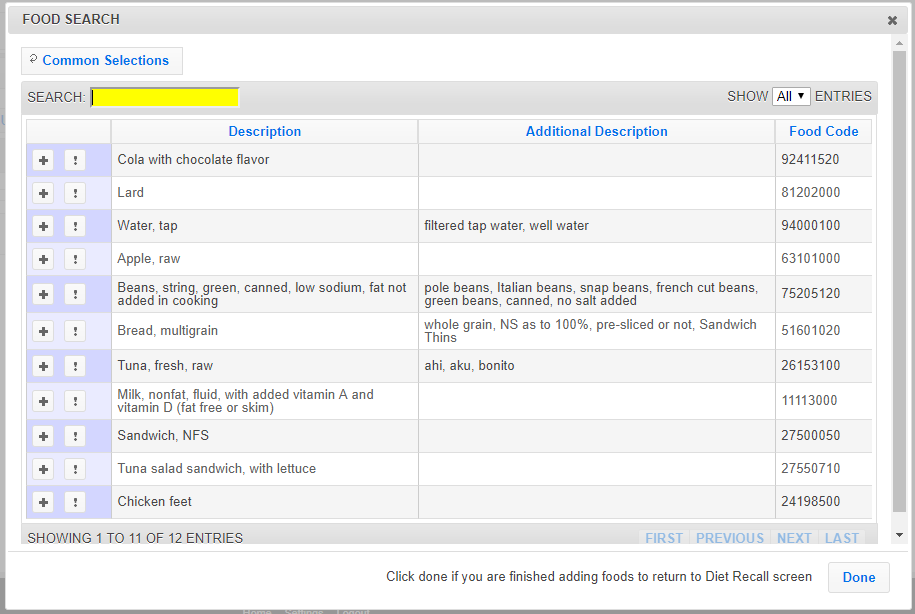 FOOD SEARCH
Common Selections
SEARCH: SHOW All ENTRIES
Description Additional Description Food Code
Cola with chocolate flavor 92411520
Lard 81202000
Water, tap filtered tap water, well water 94000100
Apple, raw 63101000
Beans, string, green, canned, low sodium, fat not pole beans, Italian beans, snap beans, french cut beans, 75205120
added in cooking green beans, canned, no salt added
Bread, multigrain whole grain, NS as to 100%, pre-sliced or not, Sandwich 51601020
Thins
Tuna, fresh, raw ahi, aku, bonito 26153100
Milk, nonfat, fluid, with added vitamin A and 11113000
vitamin D (fat free or skim)
Sandwich, NFS 27500050
Tuna salad sandwich, with lettuce 27550710
Chicken feet 24198500
SHOWING 1 TO 11 OF 12 ENTRIES FIRST PREVIOUS NEXT LAST
Click done if you are finished adding foods to return to Diet Recall screen Done
Home Settings Logout